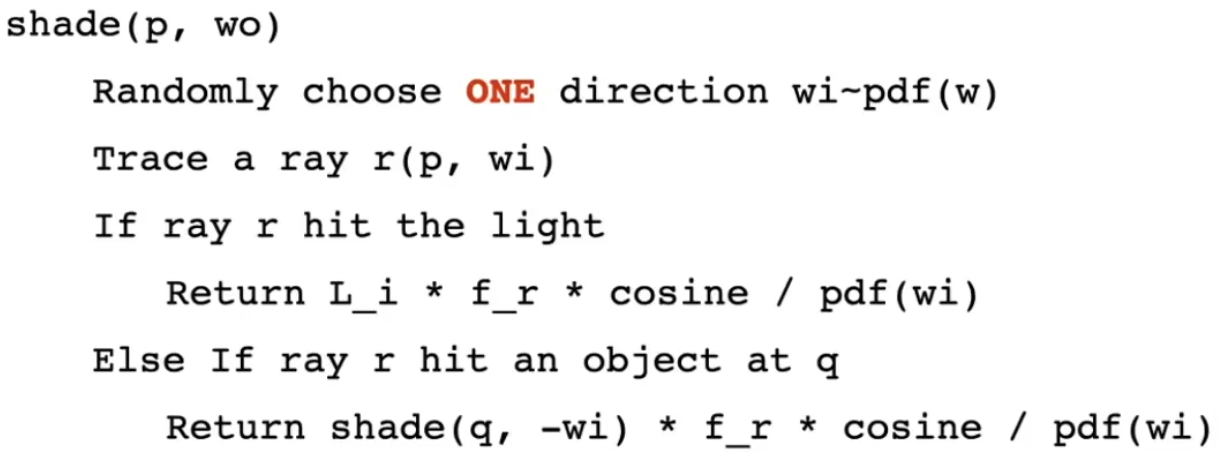 shade(p, wo)
Randomly choose ONE direction wi~pdf(w)
Trace a ray r(p, wi)
If ray r hit the light
Return L_i * f_r * cosine / pdf(wi)
Else If ray r hit an object at q
Return shade(q, -wi) * f_r * cosine / pdf(wi)